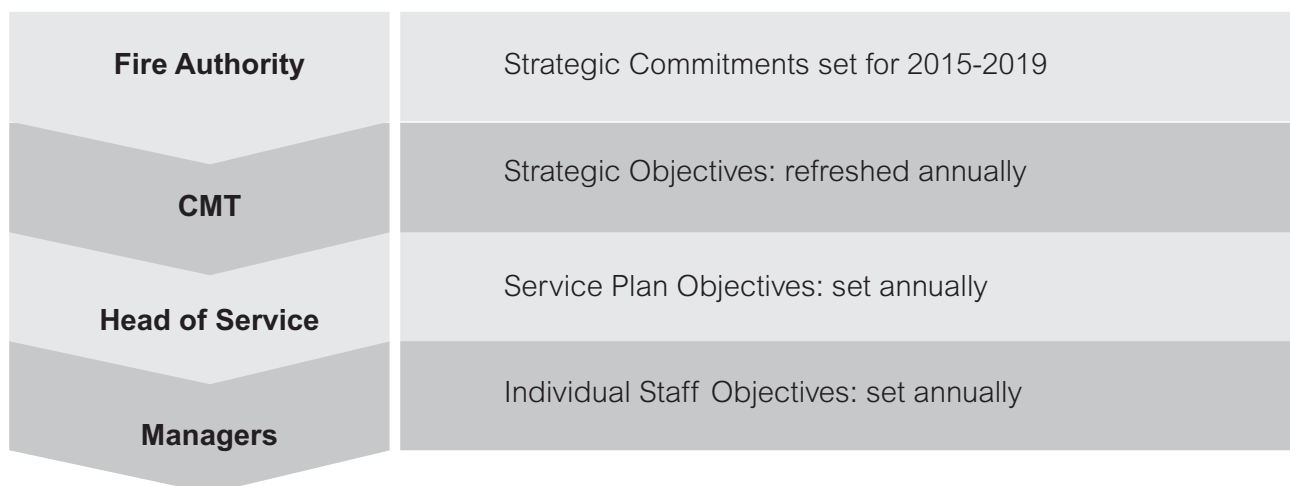 Fire Authority
Strategic Commitments set for 2015-2019
CMT
Strategic Objectives: refreshed annually
Head of Service
Service Plan Objectives: set annually
Managers
Individual Staff Objectives: set annually